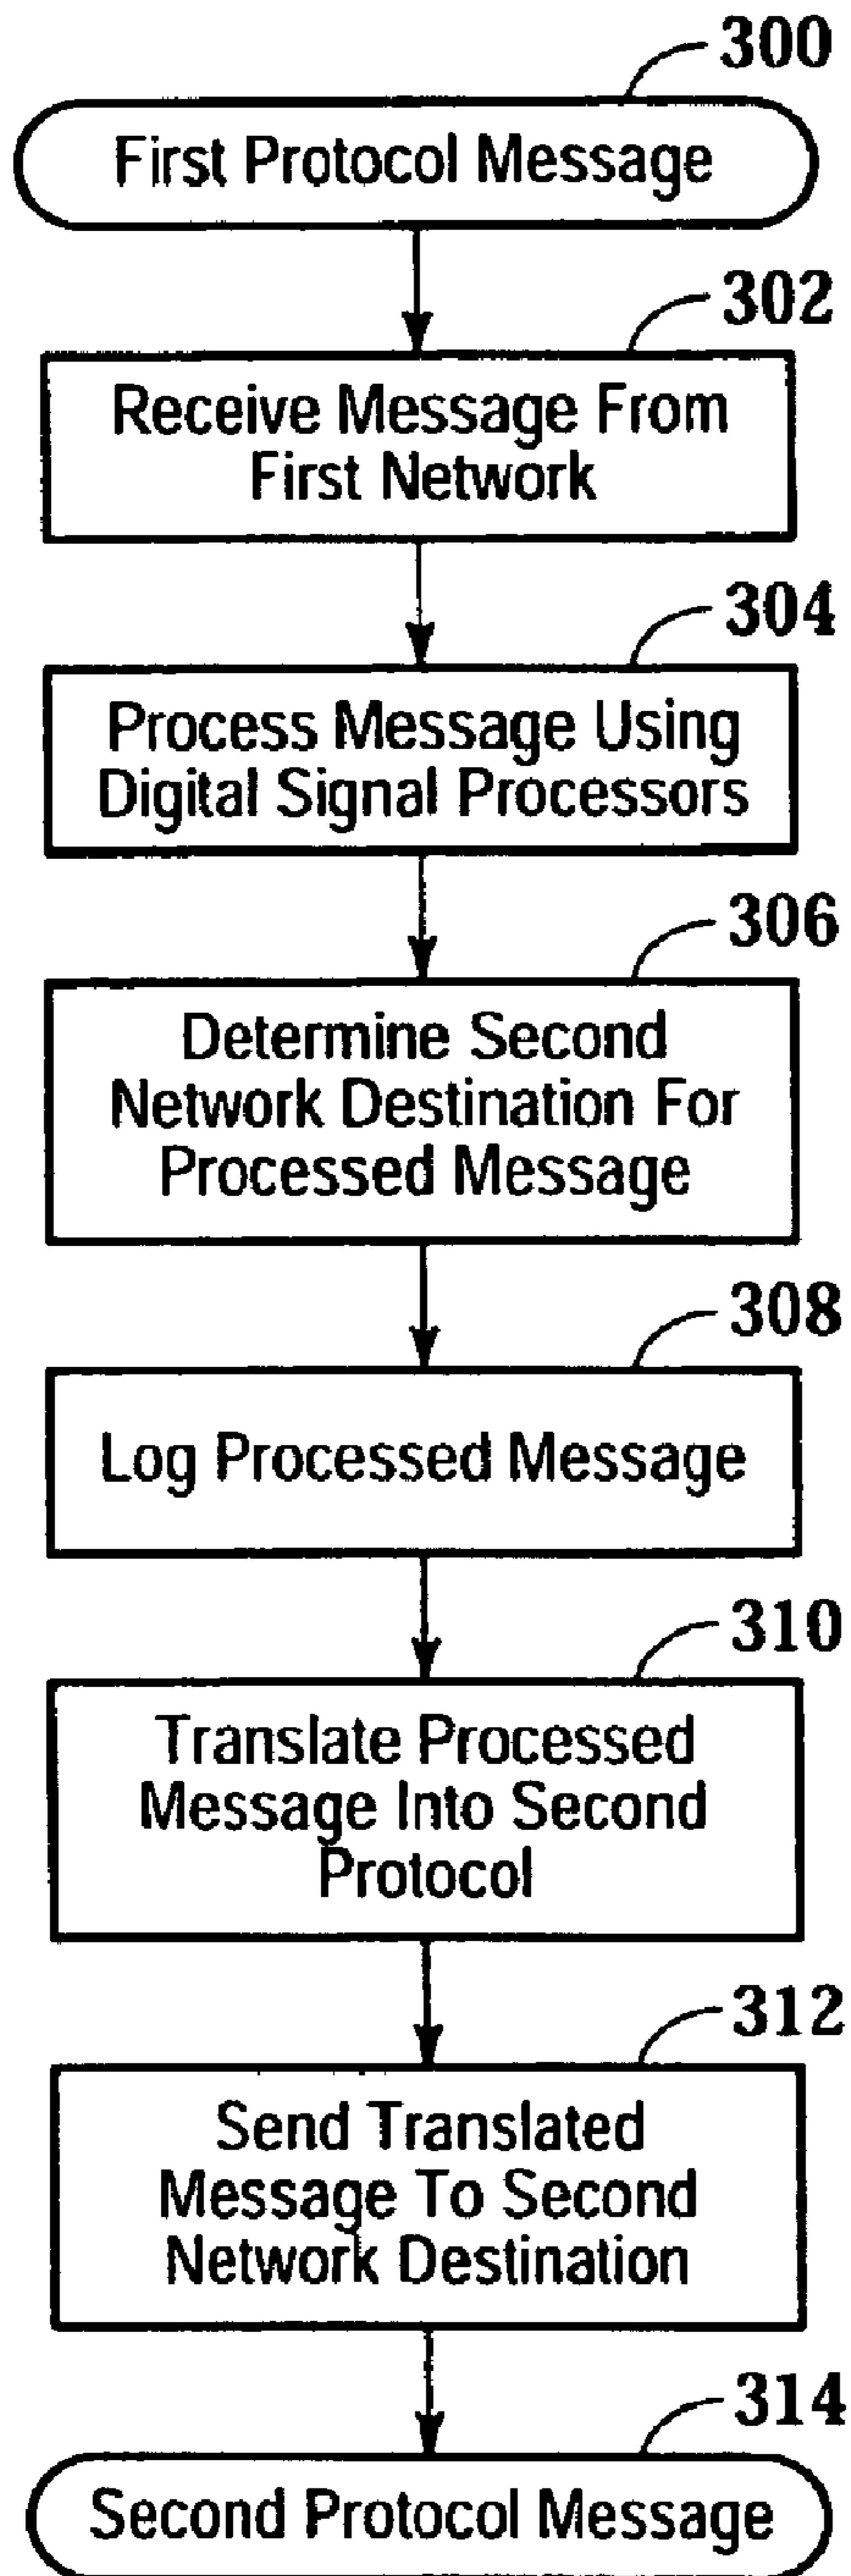 300
First Protocol Message
302
Receive Message From
First Network
304
Process Message Using
Digital Signal Processors
306
Determine Second
Network Destination For
Processed Message
308
Log Processed Message
310
Translate Processed
Message Into Second
Protocol
312
Send Translated
Message To Second
Network Destination
314
Second Protocol Message